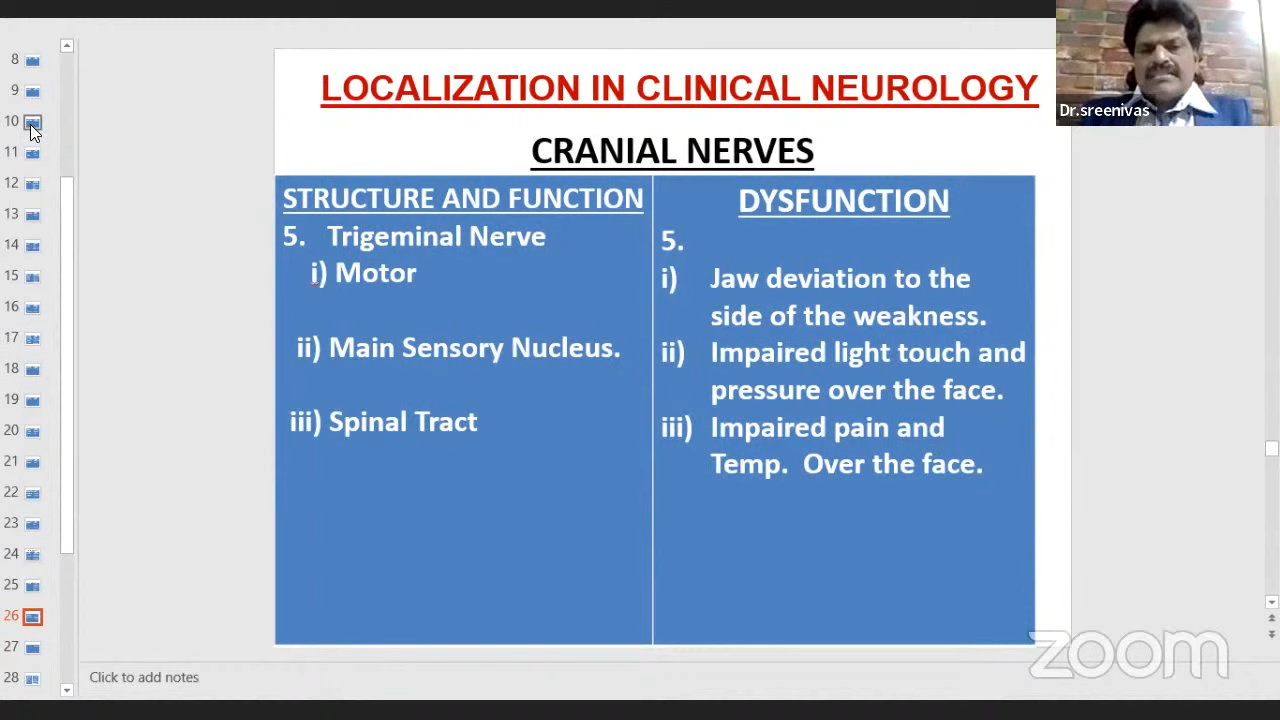 LOCALIZATION IN CLINICAL NEUROLOGY
CRANIAL NERVES
STRUCTURE AND FUNCTION
5. Trigeminal Nerve
i) Motor
ii) Main Sensory Nucleus.
iii) Spinal Tract
DYSFUNCTION
5.
i) Jaw deviation to the
side of the weakness.
ii) Impaired light touch and
pressure over the face.
iii) Impaired pain and
Temp. Over the face.
Dr.sreenivas
8
9
10
11
12
13
14
15
16
17
18
19
20
21
22
23
24
25
26
27
28
Click to add notes
zoom